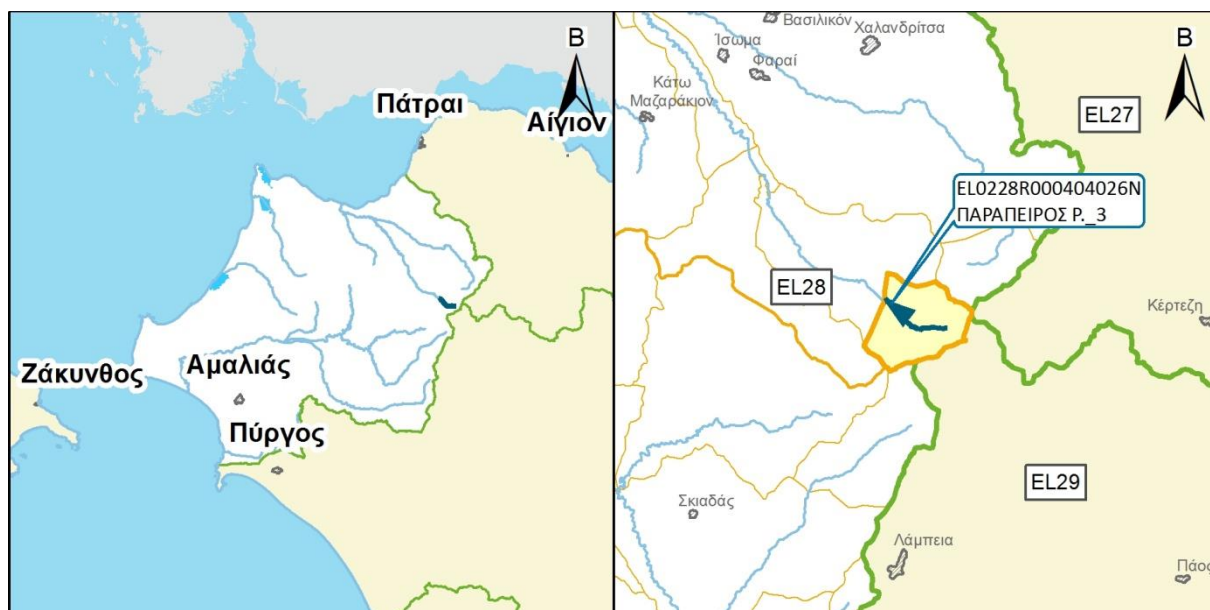 Β
Πάτραι
Αίγιον
Ζάκυνθος
Αμαλιάς
Πύργος
Βασιλικόν
Χαλανδρίτσα
Ίσωμα
Φαραί
Κάτω
Μαζαράκιον
Β
EL27
EL0228R000404026N
ΠΑΡΑΠΕΙΡΟΣ Ρ._3
EL28
Κέρτεζη
EL29
Σκιαδάς
Λάμπεια
Πάος